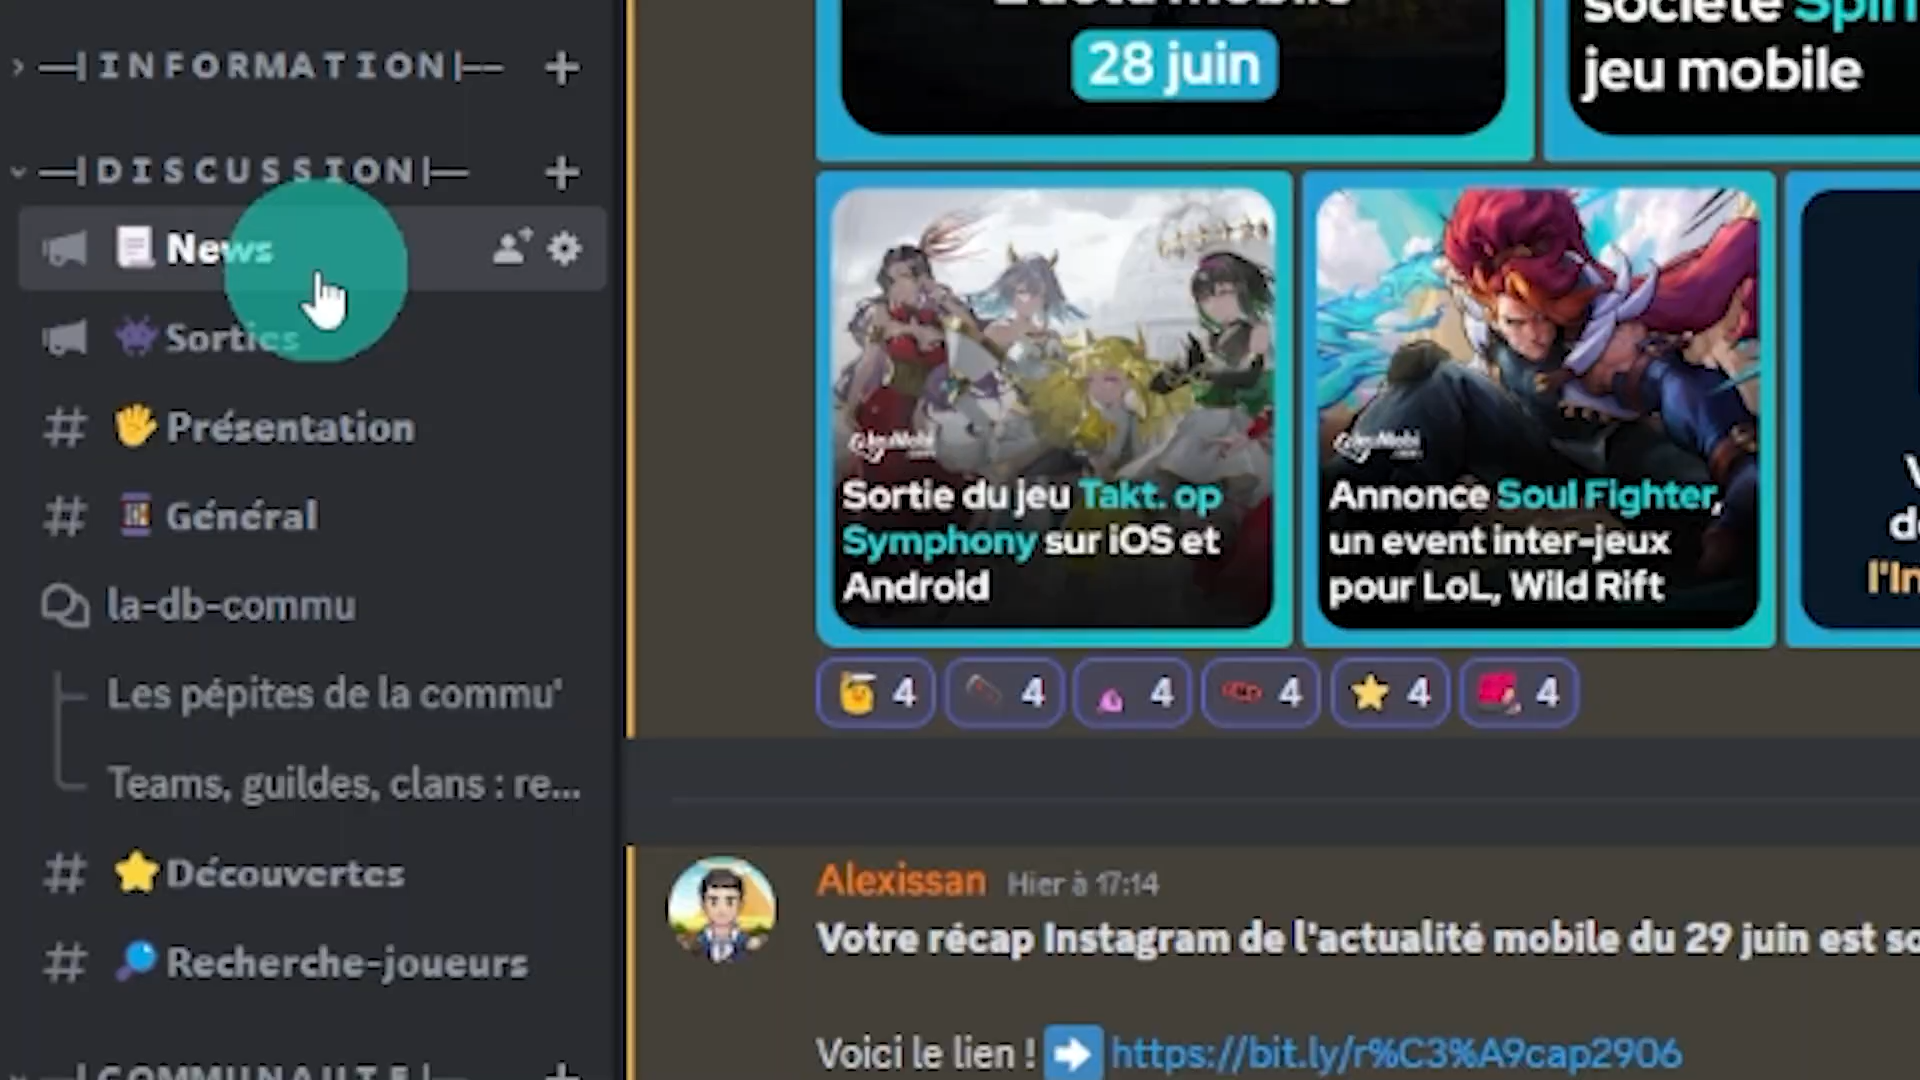 —|INFORMATION|—
—|DISCUSSION|—
News
Sorties
Présentation
Général
la-db-commu
Les pépites de la commu'
Teams, guildes, clans : re...
Découvertes
Recherche-joueurs
28 juin
société
jeu mobile
JeuMobi
Sortie du jeu Takt. op
Symphony sur iOS et
Android
JeuMobi
Annonce Soul Fighter,
un event inter-jeux
pour LoL, Wild Rift
4 4 4 4 4 4
Alexissan Hier à 17:14
Votre récap Instagram de l'actualité mobile du 29 juin est
Voici le lien ! https://bit.ly/r%C3%A9cap2906